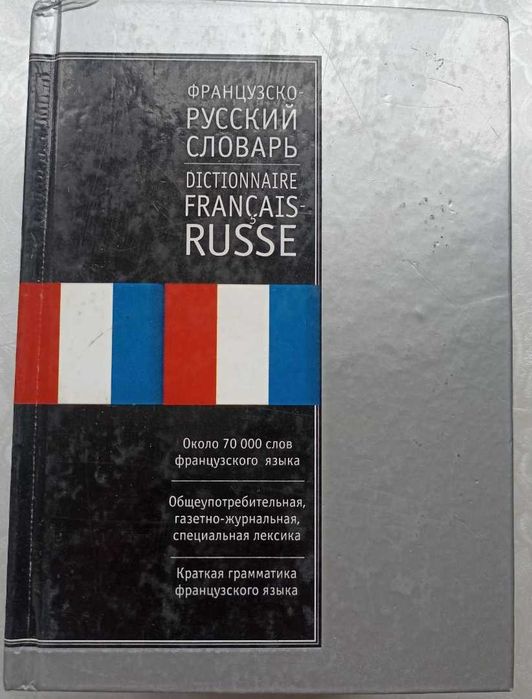 ФРАНЦУЗСКО-
РУССКИЙ
СЛОВАРЬ
DICTIONNAIRE
FRANÇAIS-
RUSSE
Около 70 000 слов
французского языка
Общеупотребительная,
газетно-журнальная,
специальная лексика
Краткая грамматика
французского языка